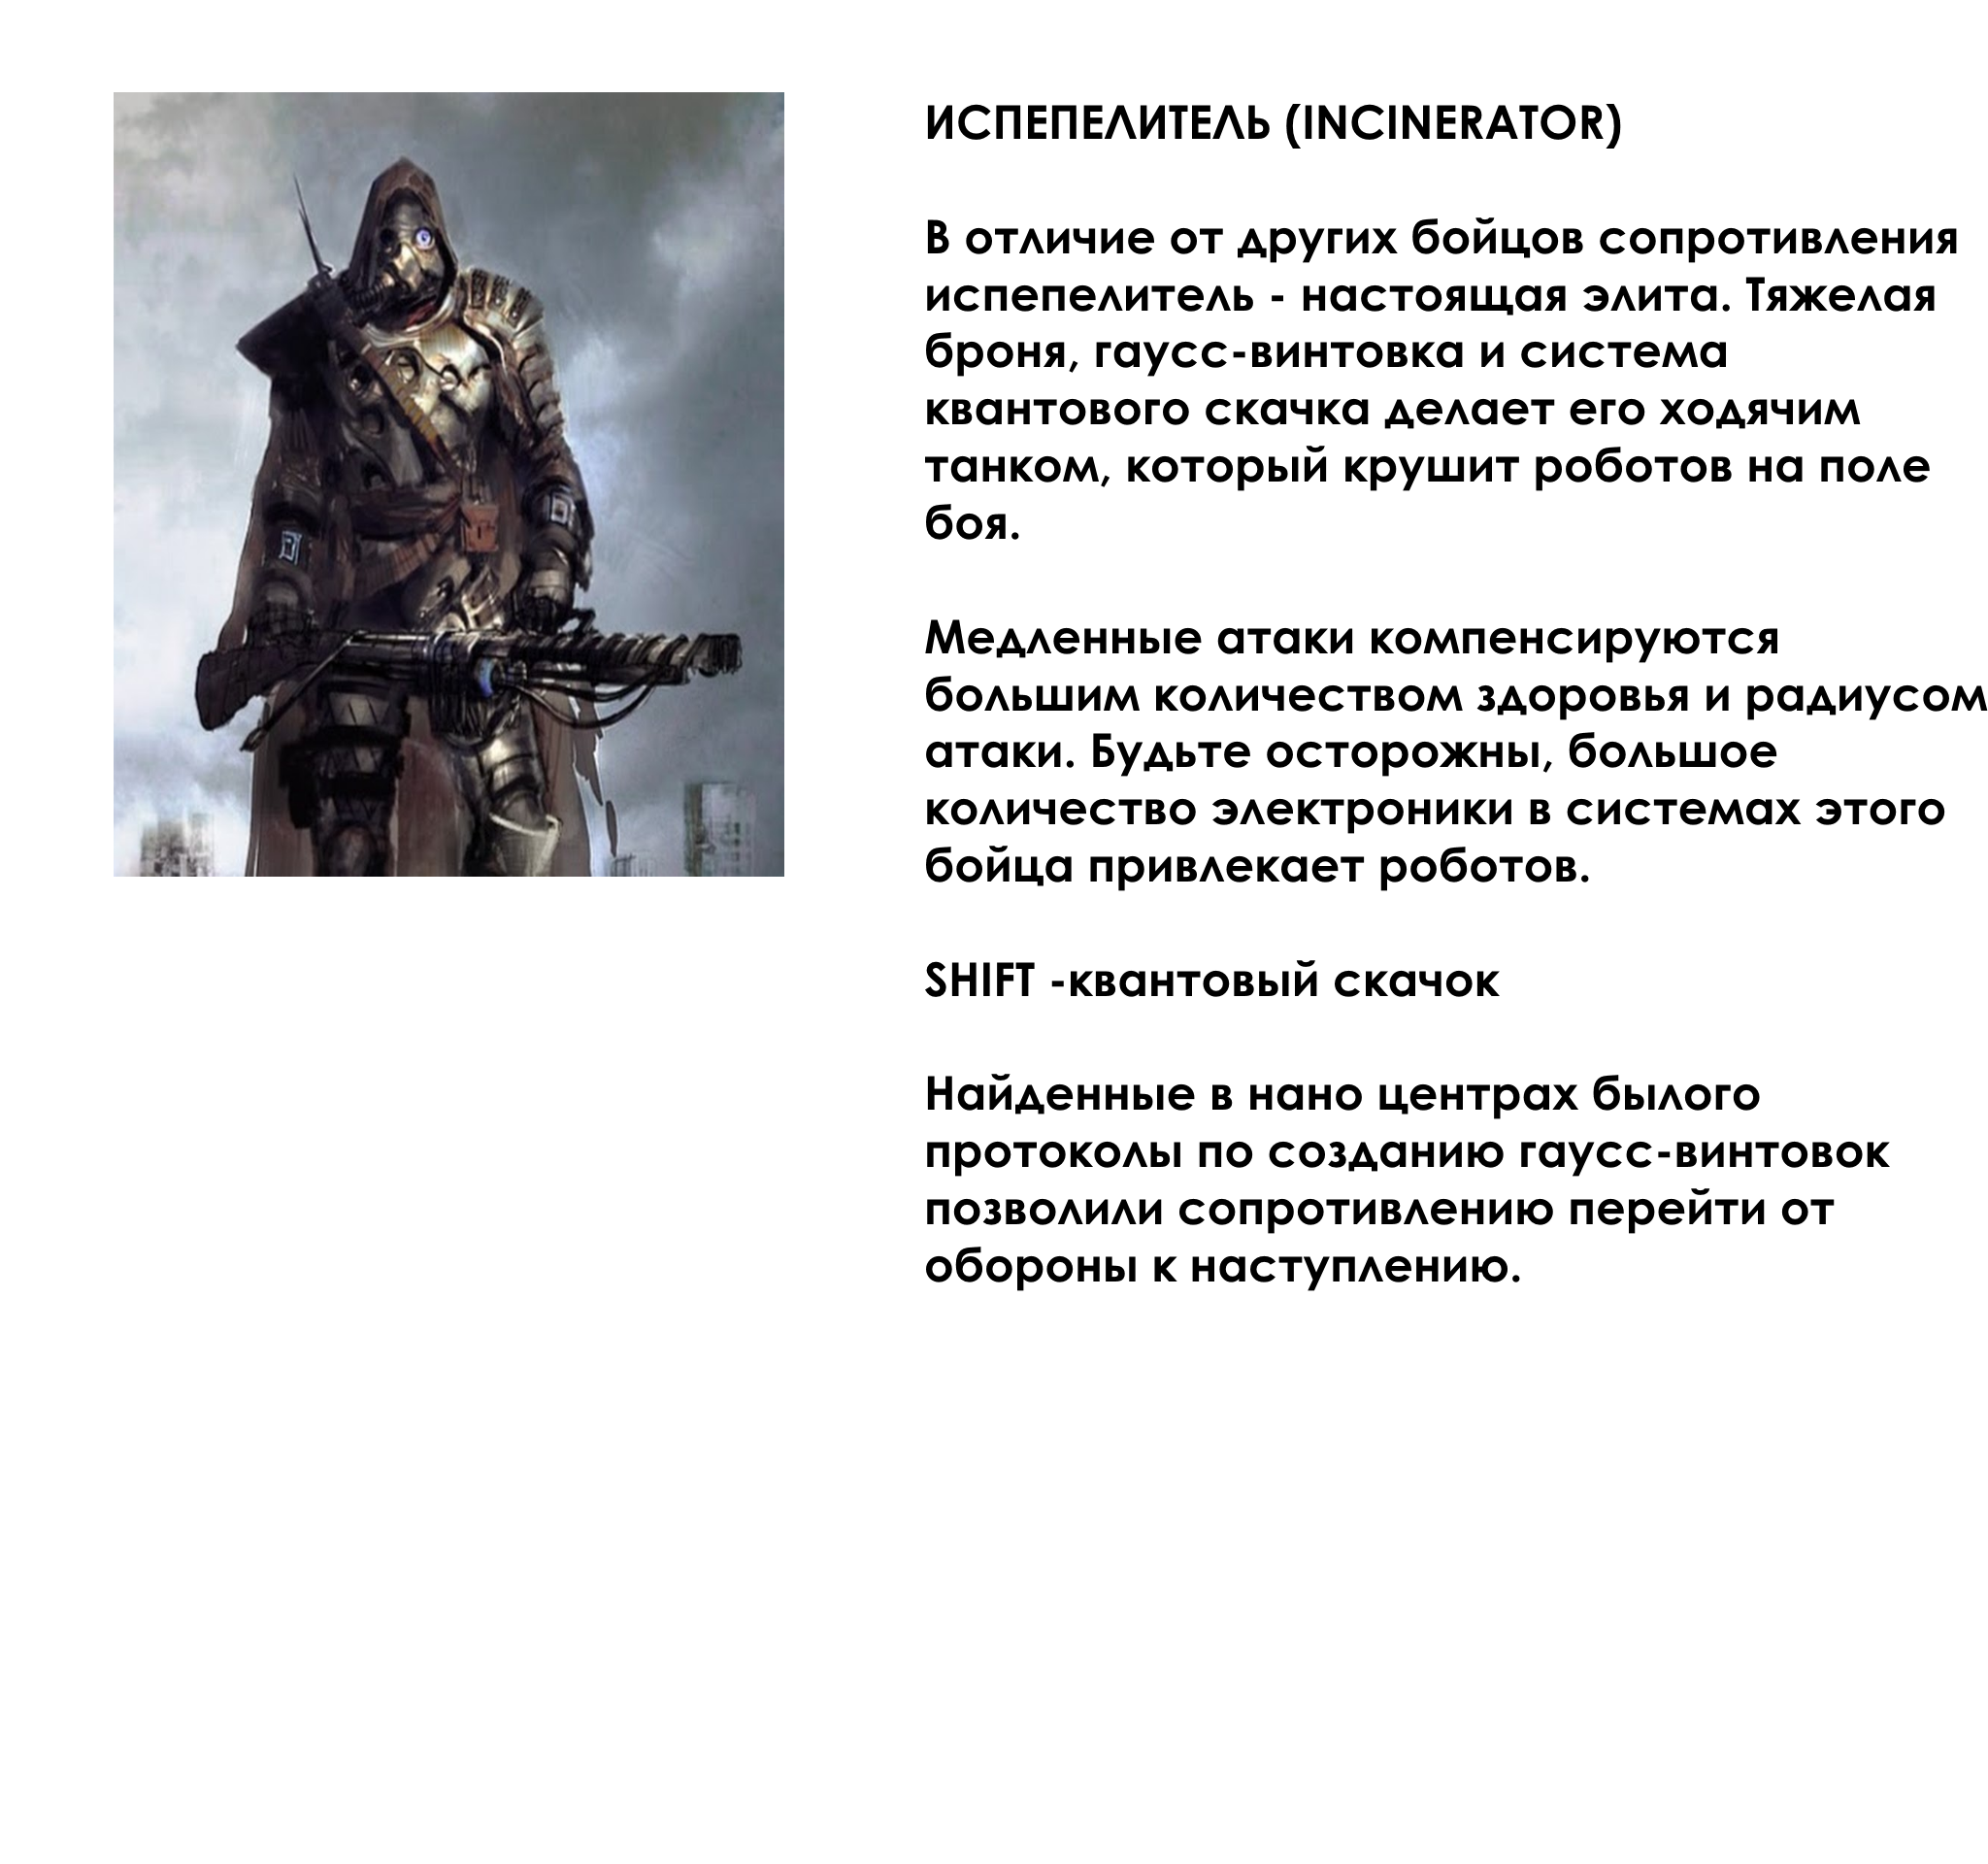 ИСПЕПЕЛИТЕЛЬ (INCINERATOR)
В отличие от других бойцов сопротивления
испепелитель - настоящая элита. Тяжелая
броня, гаусс-винтовка и система
квантового скачка делает его ходячим
танком, который крушит роботов на поле
боя.
Медленные атаки компенсируются
большим количеством здоровья и радиусом
атаки. Будьте осторожны, большое
количество электроники в системах этого
бойца привлекает роботов.
SHIFT -квантовый скачок
Найденные в нано центрах былого
протоколы по созданию гаусс-винтовок
позволили сопротивлению перейти от
обороны к наступлению.